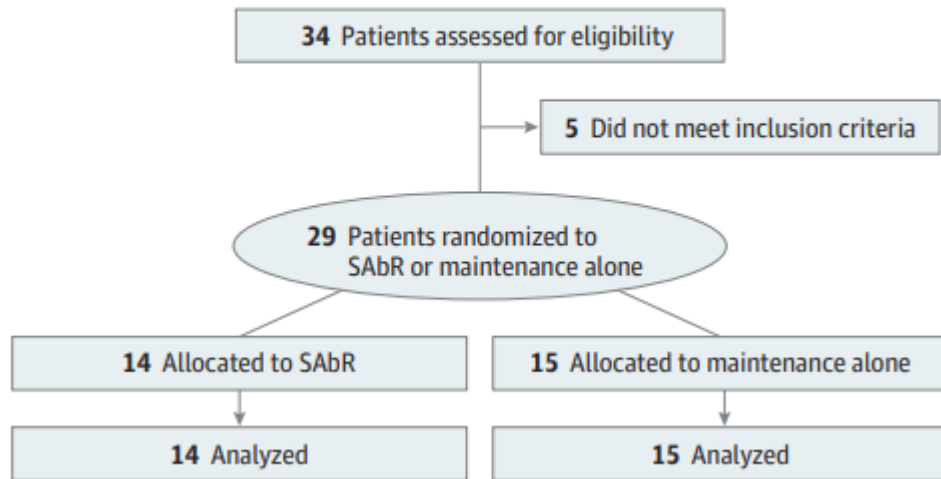 34 Patients assessed for eligibility
5 Did not meet inclusion criteria
29 Patients randomized to
SAbR or maintenance alone
14 Allocated to SAbR
15 Allocated to maintenance alone
14 Analyzed
15 Analyzed